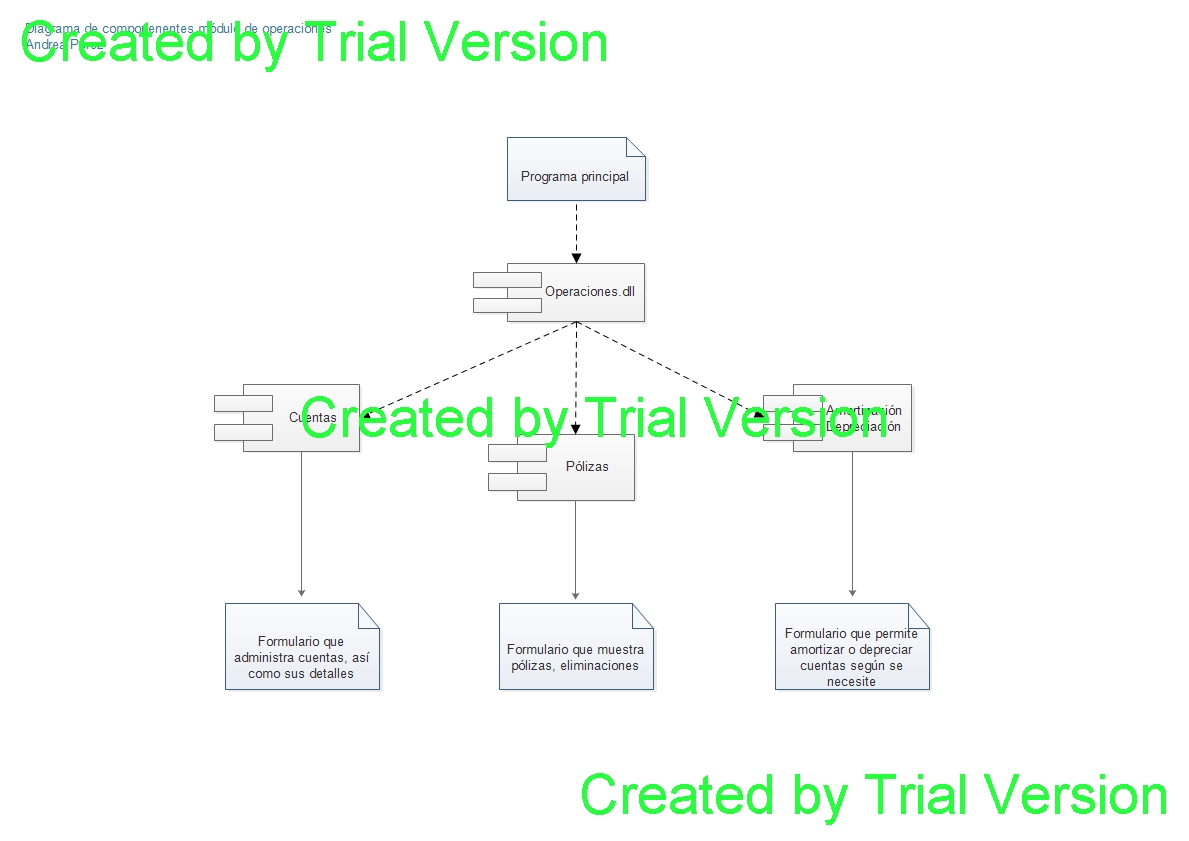 Diagrama de componenentes módulo de operaciones
Andrea Pérez
Created by Trial Version
Programa principal
Operaciones.dll
Cuentas
Created by Trial Version
Amortización
Depreciación
Pólizas
Formulario que
administra cuentas, así
como sus detalles
Formulario que muestra
pólizas, eliminaciones
Formulario que permite
amortizar o depreciar
cuentas según se
necesite
Created by Trial Version